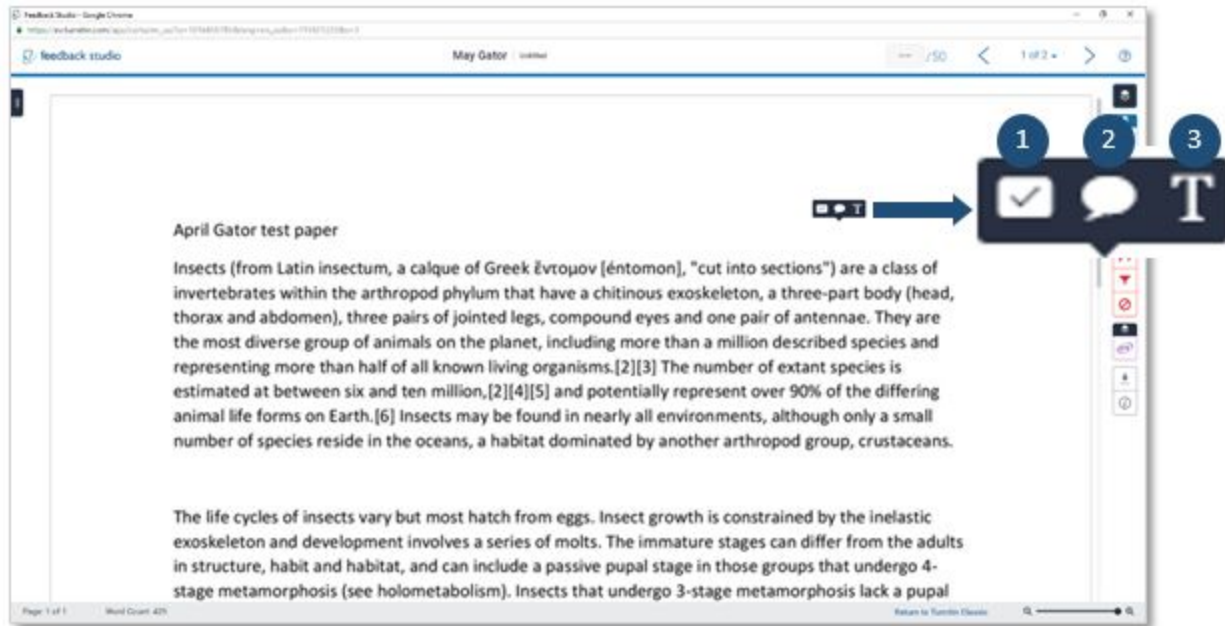 Feedback Studio - Google Chrome
feedback studio
May Gator
Untitled
-- /50
1 of 2
1
2
3
T
T
April Gator test paper
Insects (from Latin insectum, a calque of Greek ἔντομον [éntomon], "cut into sections") are a class of
invertebrates within the arthropod phylum that have a chitinous exoskeleton, a three-part body (head,
thorax and abdomen), three pairs of jointed legs, compound eyes and one pair of antennae. They are
the most diverse group of animals on the planet, including more than a million described species and
representing more than half of all known living organisms.[2][3] The number of extant species is
estimated at between six and ten million,[2][4][5] and potentially represent over 90% of the differing
animal life forms on Earth.[6] Insects may be found in nearly all environments, although only a small
number of species reside in the oceans, a habitat dominated by another arthropod group, crustaceans.
The life cycles of insects vary but most hatch from eggs. Insect growth is constrained by the inelastic
exoskeleton and development involves a series of molts. The immature stages can differ from the adults
in structure, habit and habitat, and can include a passive pupal stage in those groups that undergo 4-
stage metamorphosis (see holometabolism). Insects that undergo 3-stage metamorphosis lack a pupal
Page: 1 of 1
Word Count: 429
Return to Turnitin Classic